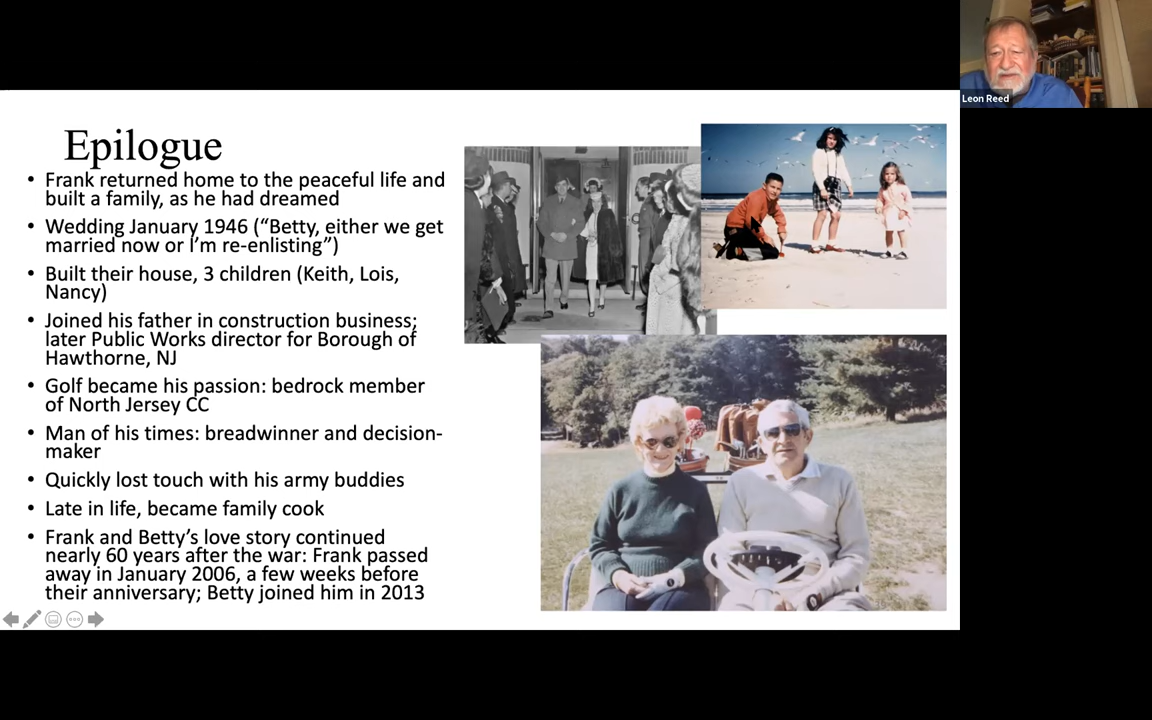 Epilogue
• Frank returned home to the peaceful life and
built a family, as he had dreamed
• Wedding January 1946 (“Betty, either we get
married now or I’m re-enlisting”)
• Built their house, 3 children (Keith, Lois,
Nancy)
• Joined his father in construction business;
later Public Works director for Borough of
Hawthorne, NJ
• Golf became his passion: bedrock member
of North Jersey CC
• Man of his times: breadwinner and decision-
maker
• Quickly lost touch with his army buddies
• Late in life, became family cook
• Frank and Betty’s love story continued
nearly 60 years after the war: Frank passed
away in January 2006, a few weeks before
their anniversary; Betty joined him in 2013
Leon Reed